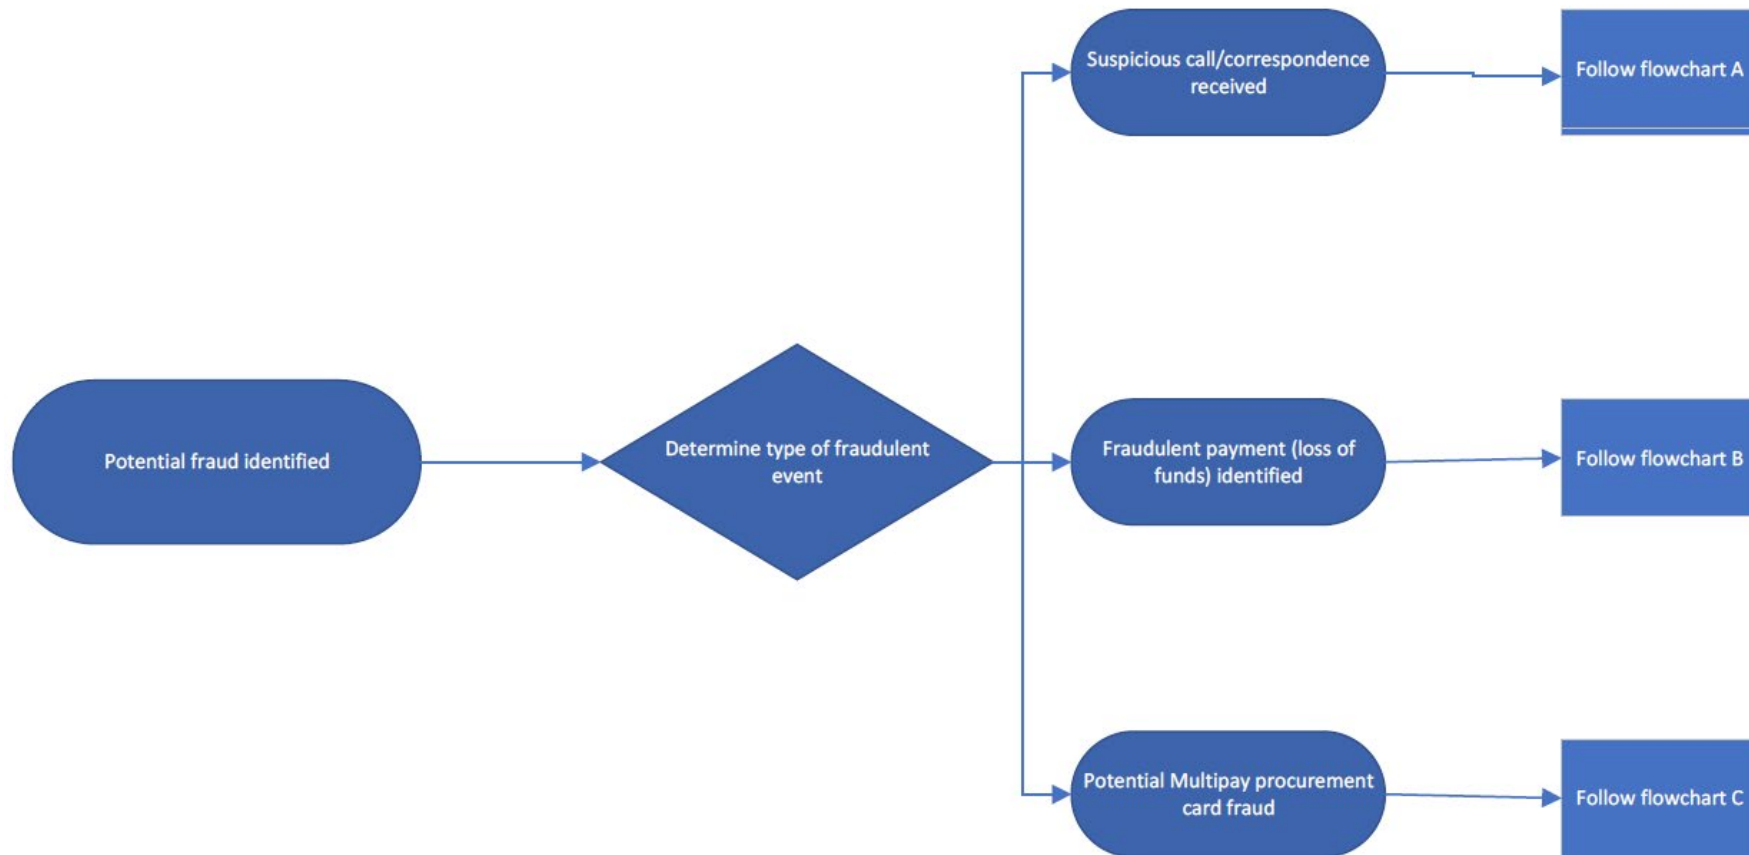 Suspicious call/correspondence
received
Follow flowchart A
Potential fraud identified
Determine type of fraudulent
event
Fraudulent payment (loss of
funds) identified
Follow flowchart B
Potential Multipay procurement
card fraud
Follow flowchart C